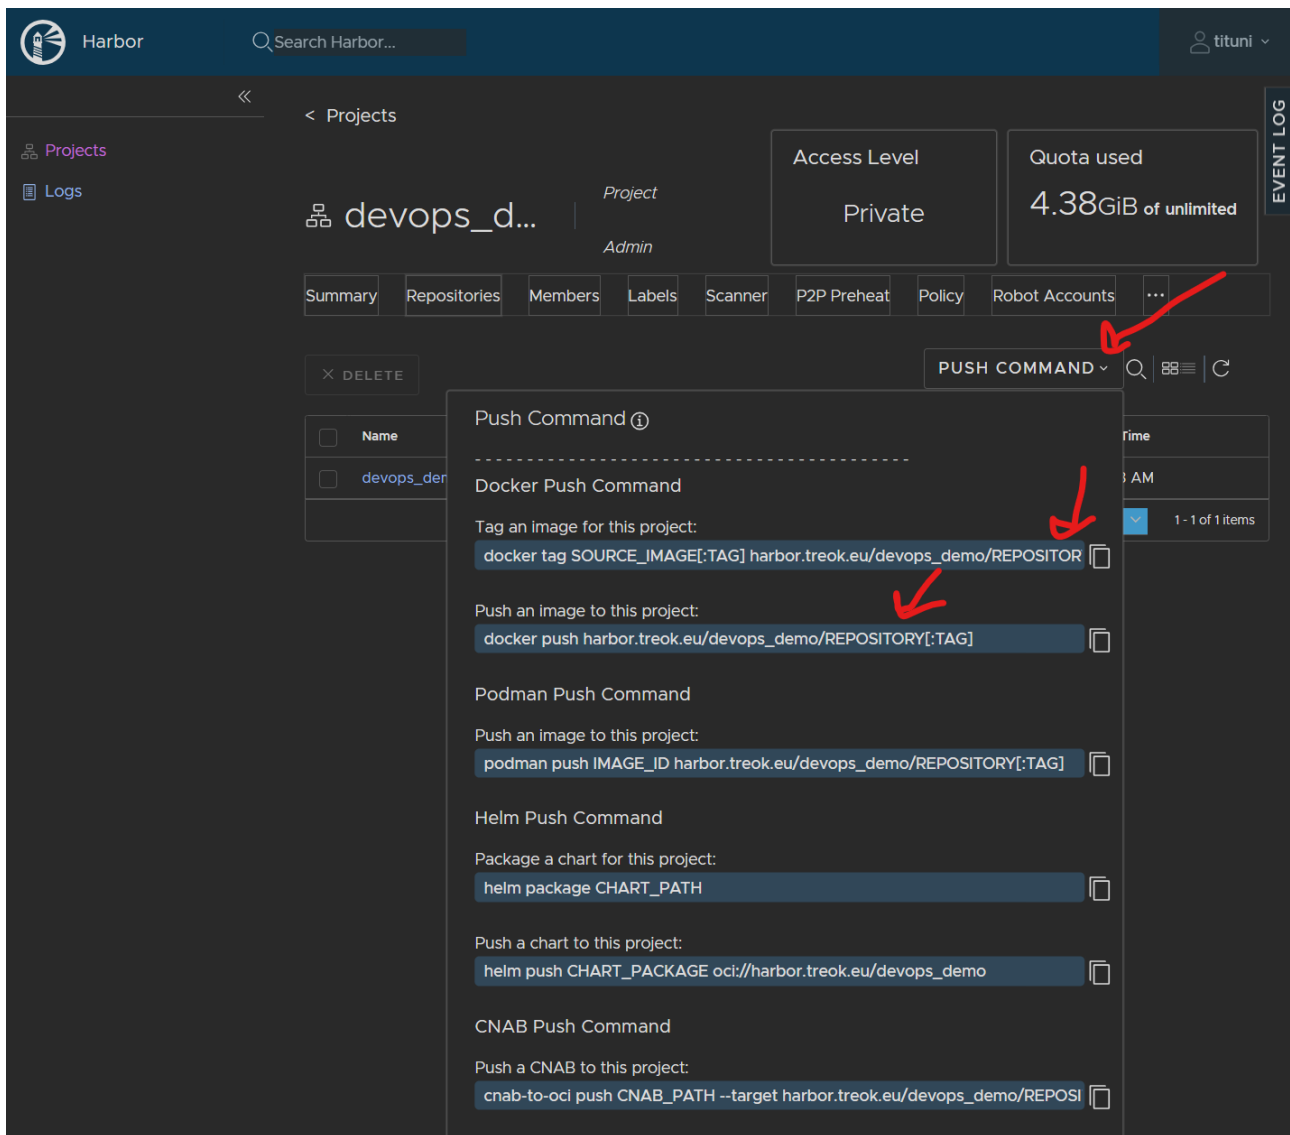 Harbor
Search Harbor...
tituni
EVENT LOG
Projects
Logs
< Projects
devops_d...
Project
Admin
Access Level
Private
Quota used
4.38GiB of unlimited
Summary Repositories Members Labels Scanner P2P Preheat Policy Robot Accounts ...
DELETE
PUSH COMMAND
Name
Time
devops_der
AM
1 - 1 of 1 items
Push Command
--------------------------------------------
Docker Push Command
Tag an image for this project:
docker tag SOURCE_IMAGE[:TAG] harbor.treok.eu/devops_demo/REPOSITOR
Push an image to this project:
docker push harbor.treok.eu/devops_demo/REPOSITORY[:TAG]
Podman Push Command
Push an image to this project:
podman push IMAGE_ID harbor.treok.eu/devops_demo/REPOSITORY[:TAG]
Helm Push Command
Package a chart for this project:
helm package CHART_PATH
Push a chart to this project:
helm push CHART_PACKAGE oci://harbor.treok.eu/devops_demo
CNAB Push Command
Push a CNAB to this project:
cnab-to-oci push CNAB_PATH --target harbor.treok.eu/devops_demo/REPOSI